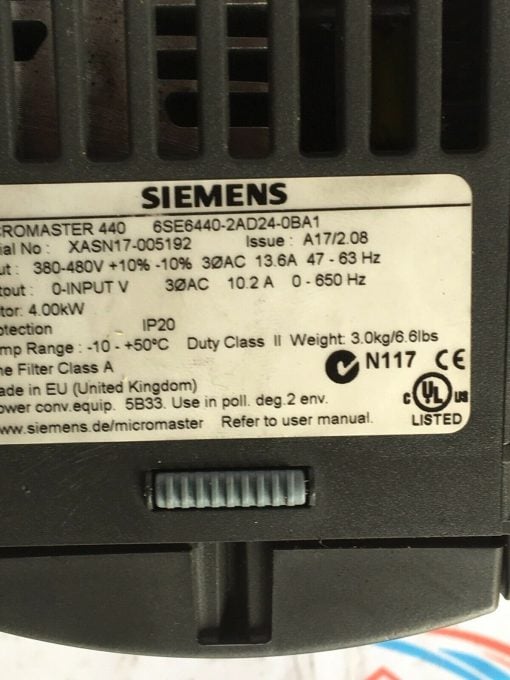 SIEMENS
CROMASTER 440 6SE6440-2AD24-0BA1
ial No : XASN17-005192 Issue : A17/2.08
ut : 380-480V +10% -10% 3ØAC 13.6A 47 - 63 Hz
tput : 0-INPUT V 3ØAC 10.2 A 0 - 650 Hz
tor: 4.00kW
otection IP20
mp Range : -10 - +50°C Duty Class II Weight: 3.0kg/6.6lbs
ne Filter Class A
N117 CE
ade in EU (United Kingdom)
ower conv.equip. 5B33. Use in poll. deg.2 env.
c UL us
www.siemens.de/micromaster Refer to user manual.
LISTED